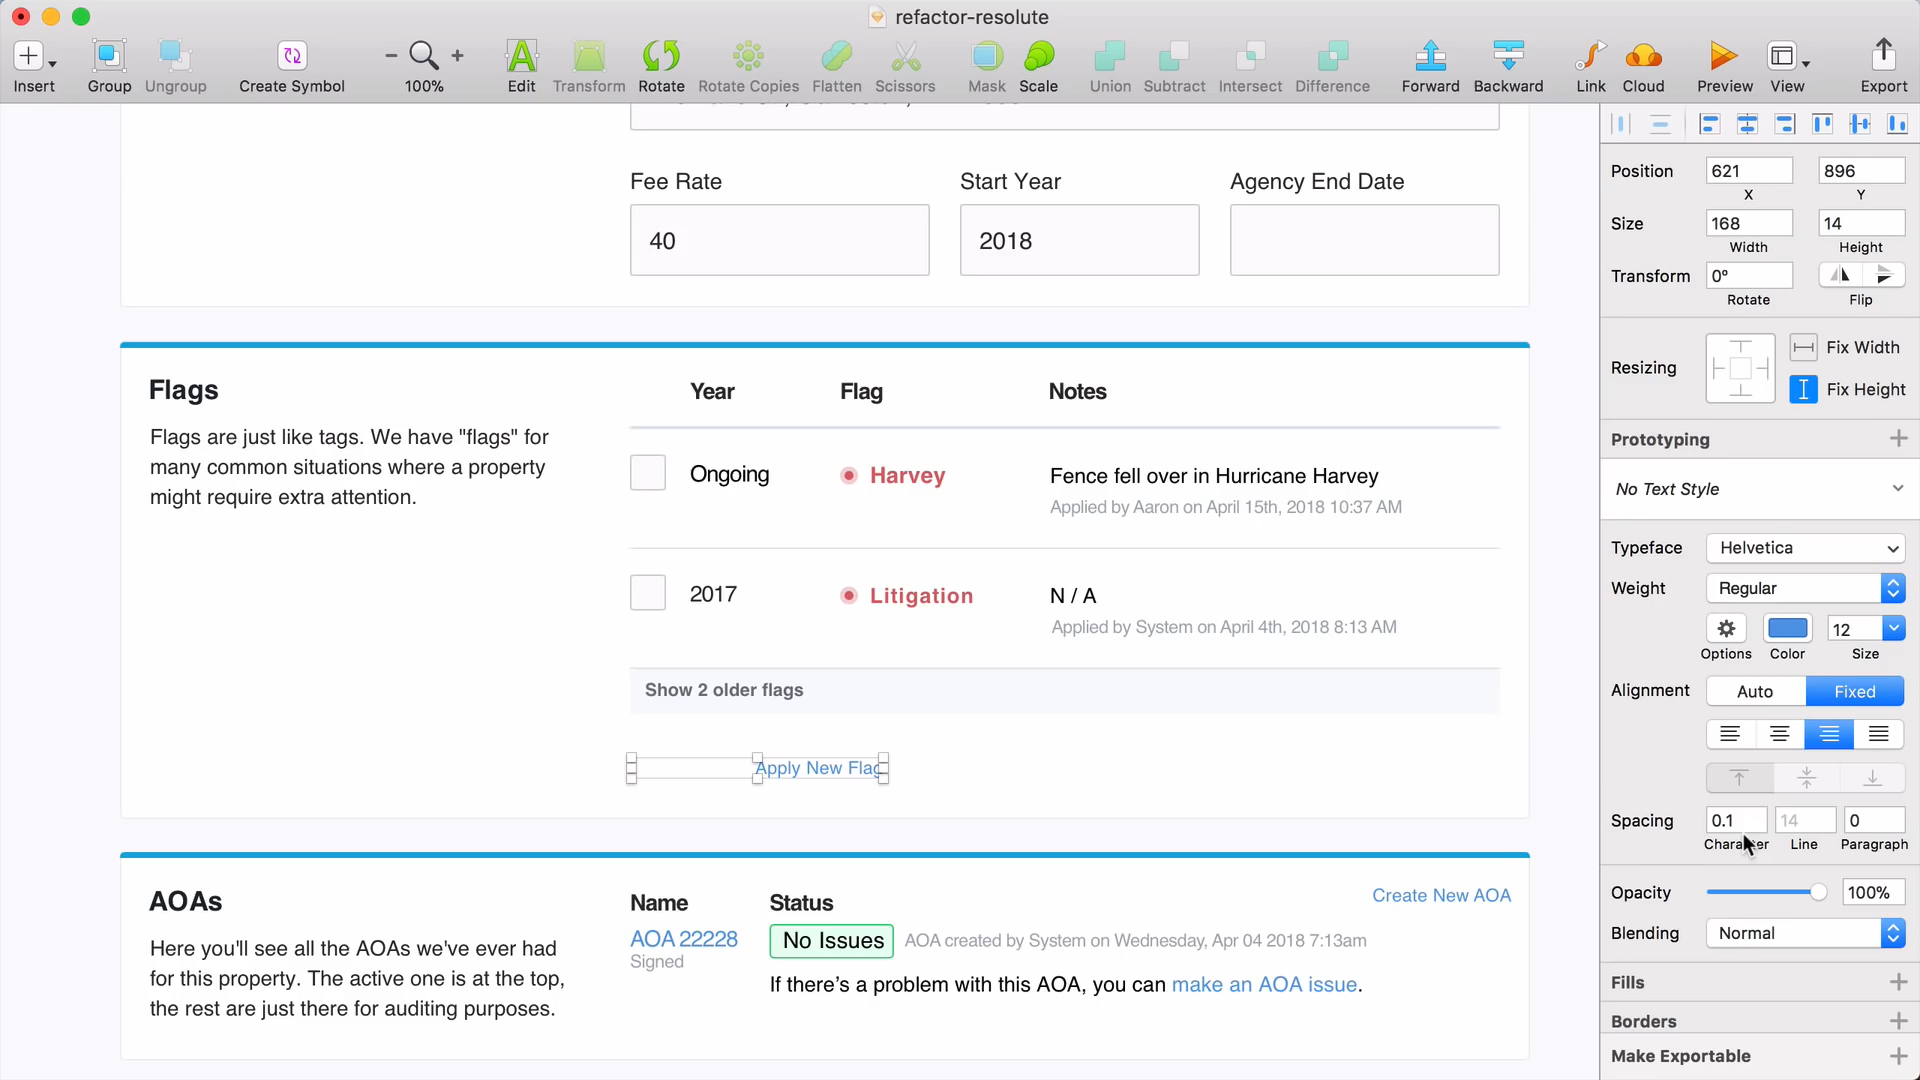 refactor-resolute
Insert
Group
Ungroup
Create Symbol
100%
Edit
Transform
Rotate
Rotate Copies
Flatten
Scissors
Mask
Scale
Union
Subtract
Intersect
Difference
Forward
Backward
Link
Cloud
Preview
View
Export
Fee Rate
Start Year
Agency End Date
40
2018
Flags
Year
Flag
Notes
Flags are just like tags. We have "flags" for
many common situations where a property
might require extra attention.
Ongoing
Harvey
Fence fell over in Hurricane Harvey
Applied by Aaron on April 15th, 2018 10:37 AM
2017
Litigation
N / A
Applied by System on April 4th, 2018 8:13 AM
Show 2 older flags
Apply New Flag
AOAs
Here you'll see all the AOAs we've ever had
for this property. The active one is at the top,
the rest are just there for auditing purposes.
Name
Status
Create New AOA
AOA 22228
Signed
No Issues
AOA created by System on Wednesday, Apr 04 2018 7:13am
If there's a problem with this AOA, you can make an AOA issue.
Position
621
896
X
Y
Size
168
14
Width
Height
Transform
0°
Rotate
Flip
Resizing
Fix Width
Fix Height
Prototyping
No Text Style
Typeface
Helvetica
Weight
Regular
12
Options
Color
Size
Alignment
Auto
Fixed
Spacing
0.1
14
0
Character
Line
Paragraph
Opacity
100%
Blending
Normal
Fills
Borders
Make Exportable